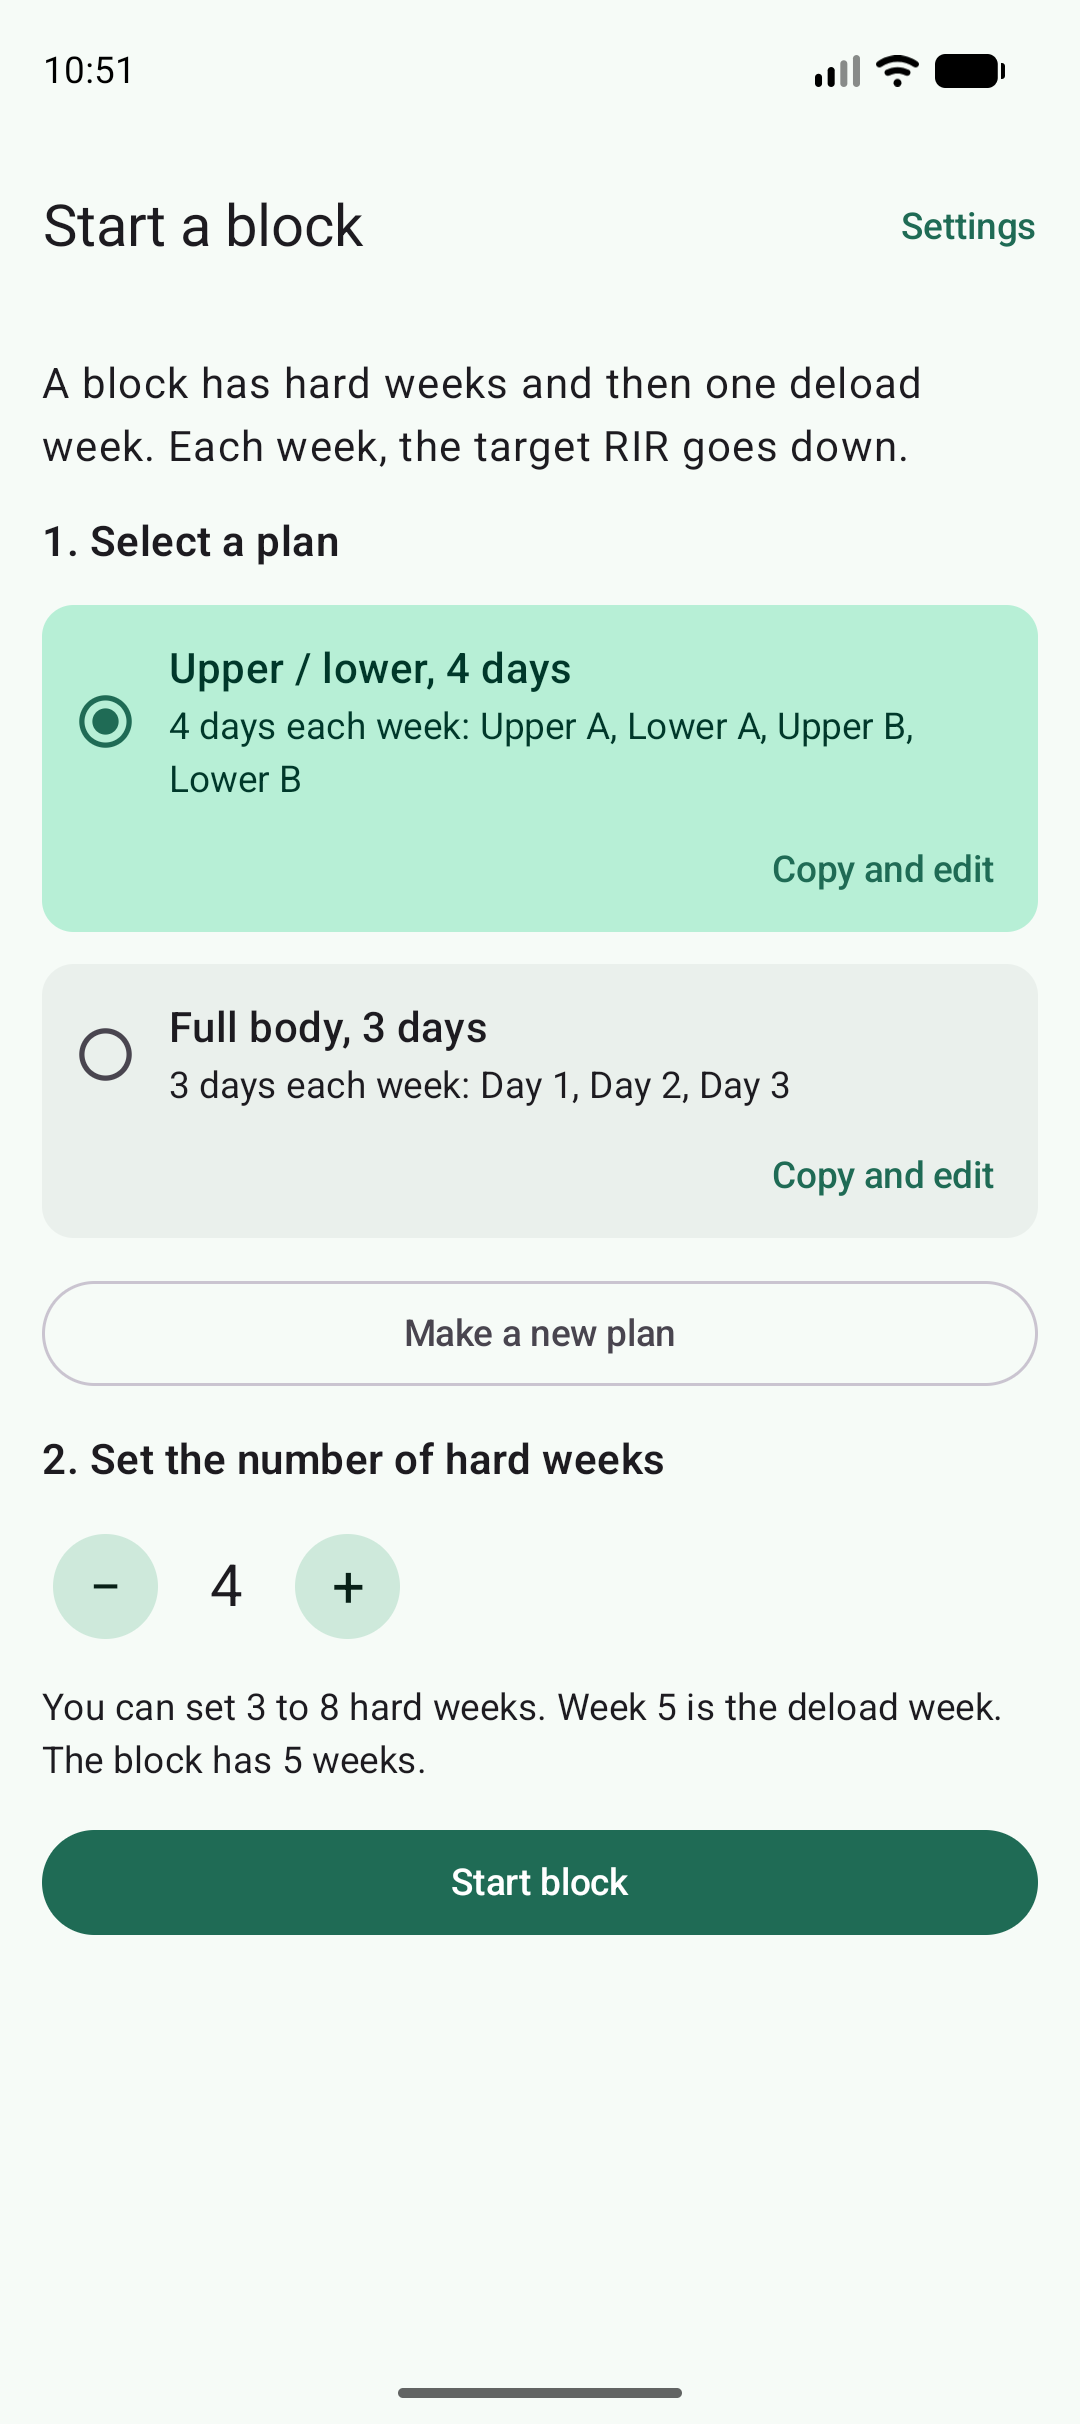 10:51
Start a block
Settings
A block has hard weeks and then one deload
week. Each week, the target RIR goes down.
1. Select a plan
Upper / lower, 4 days
4 days each week: Upper A, Lower A, Upper B,
Lower B
Copy and edit
Full body, 3 days
3 days each week: Day 1, Day 2, Day 3
Copy and edit
Make a new plan
2. Set the number of hard weeks
− 4 +
You can set 3 to 8 hard weeks. Week 5 is the deload week.
The block has 5 weeks.
Start block